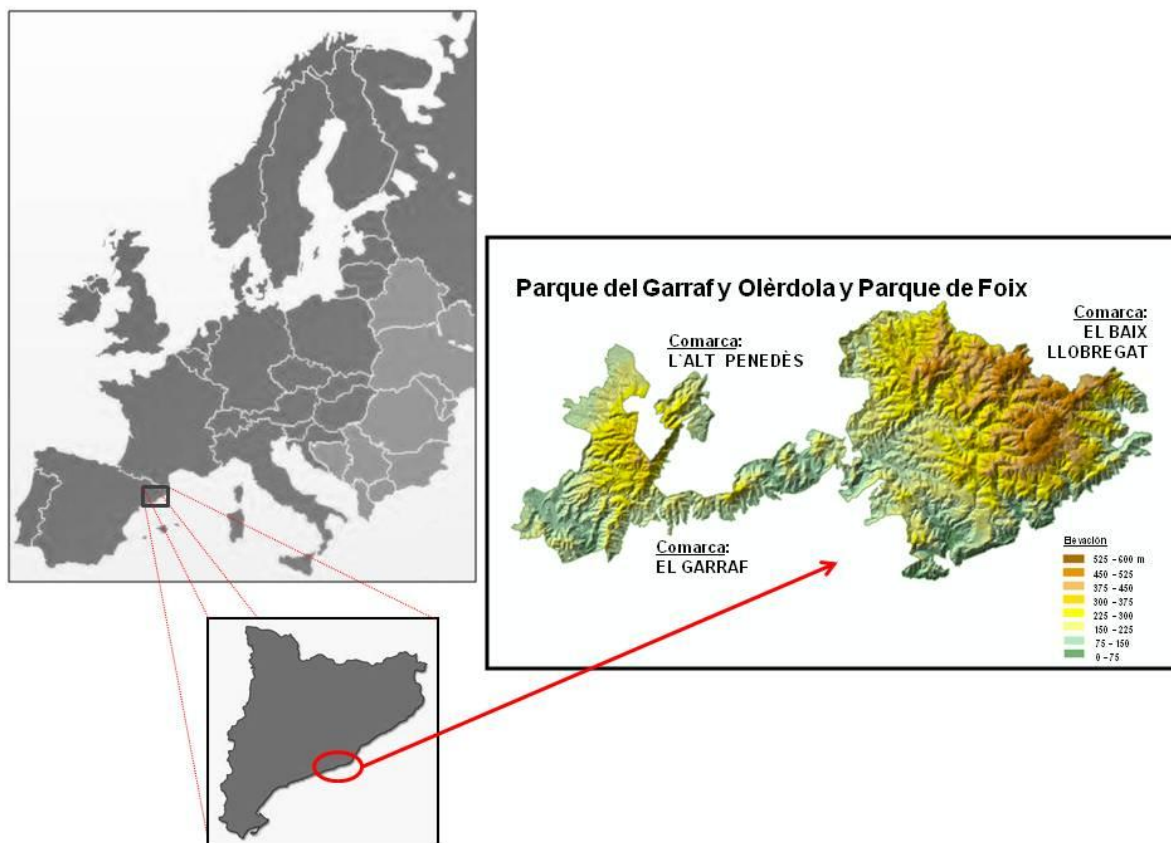 Parque del Garraf y Olèrdola y Parque de Foix
Comarca:
L`ALT PENEDÈS
Comarca:
EL BAIX
LLOBREGAT
Comarca:
EL GARRAF
Elevación
525 - 600 m
450 - 525
375 - 450
300 - 375
225 - 300
150 - 225
75 - 150
0 - 75